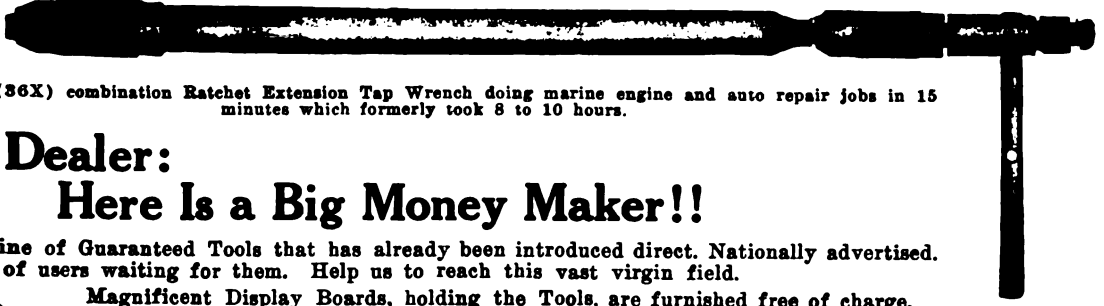 (36X) combination Ratchet Extension Tap Wrench doing marine engine and auto repair jobs in 15
minutes which formerly took 8 to 10 hours.
Dealer:
Here Is a Big Money Maker!!
ine of Guaranteed Tools that has already been introduced direct. Nationally advertised.
of users waiting for them. Help us to reach this vast virgin field.
Magnificent Display Boards, holding the Tools, are furnished free of charge.